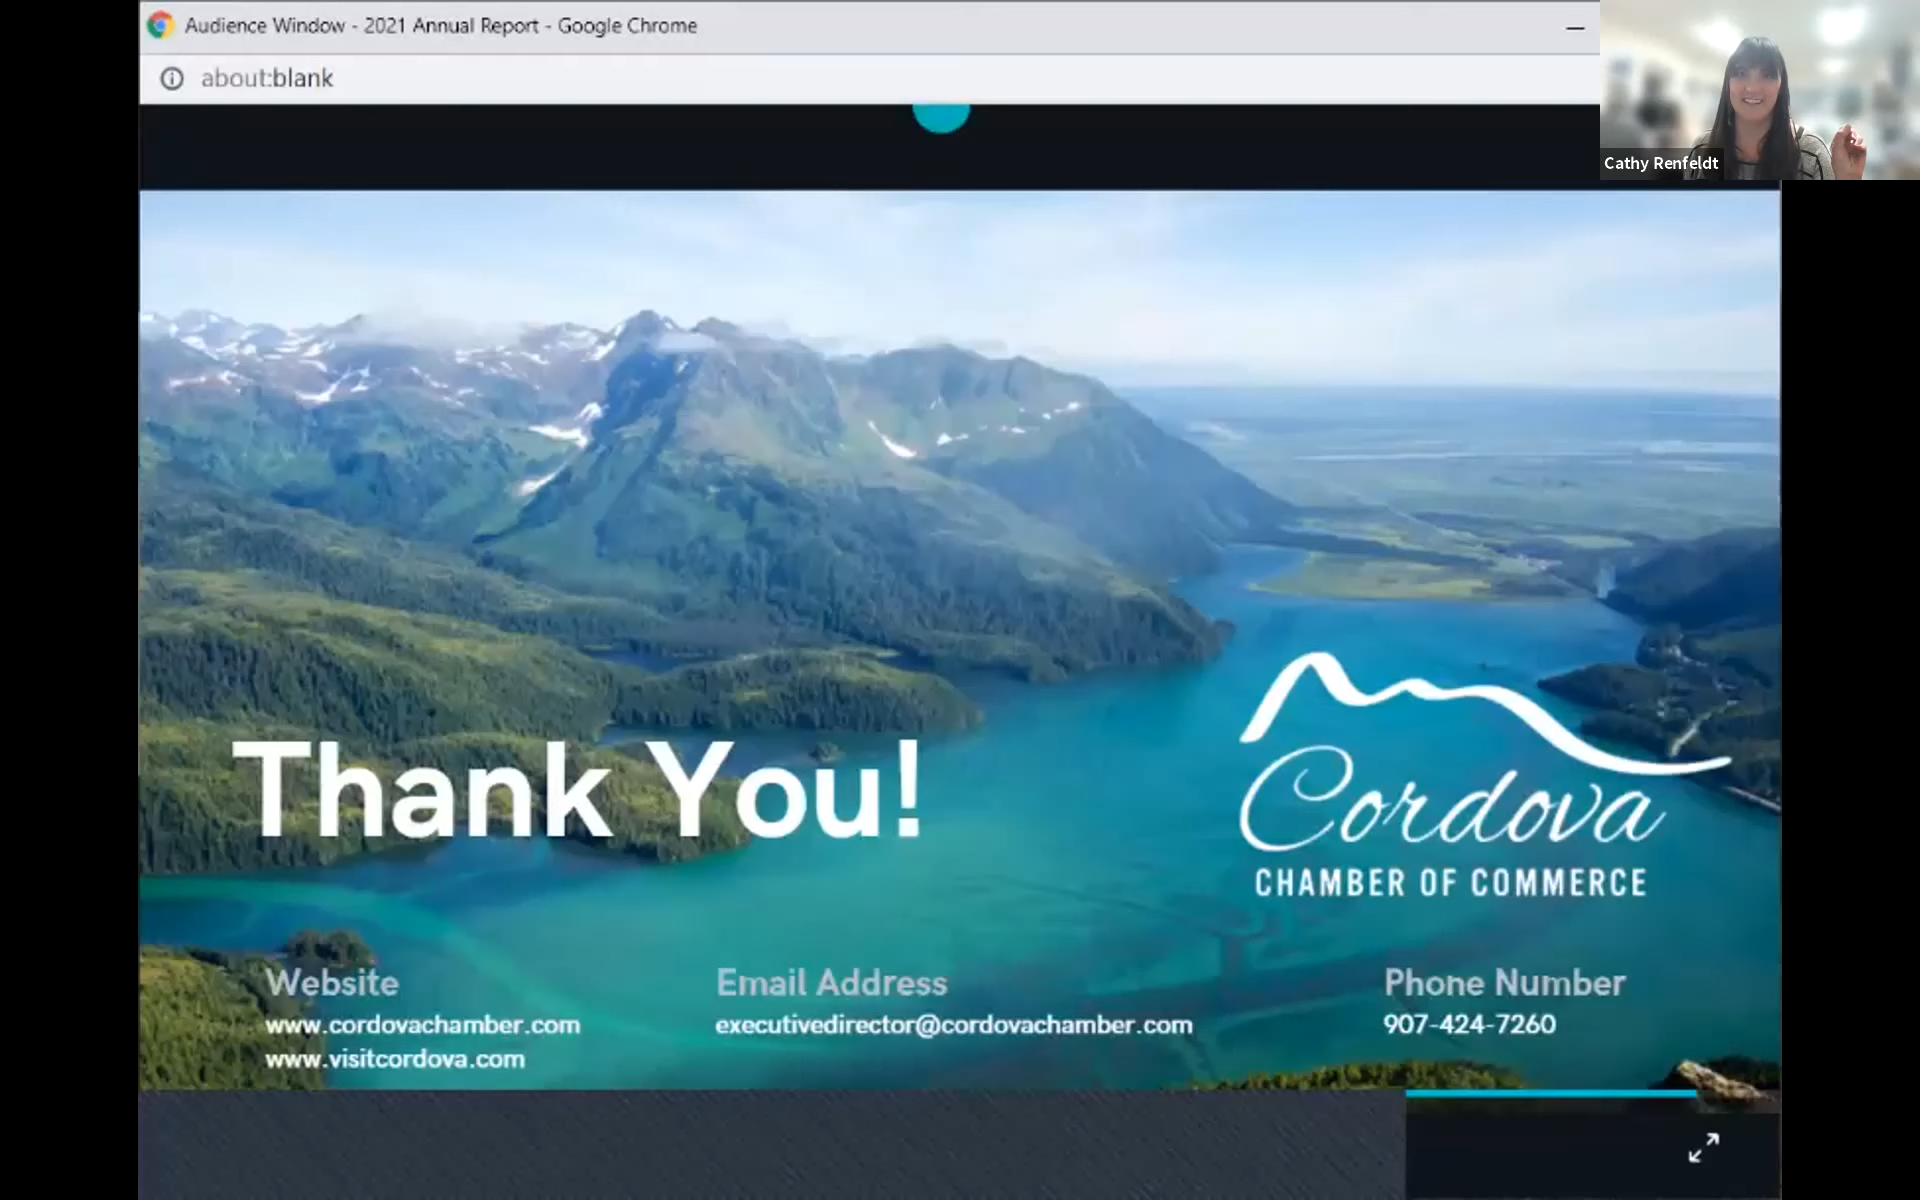 Audience Window - 2021 Annual Report - Google Chrome
about:blank
Cathy Renfeldt
Thank You!
Cordova
CHAMBER OF COMMERCE
Website
www.cordovachamber.com
www.visitcordova.com
Email Address
executivedirector@cordovachamber.com
Phone Number
907-424-7260